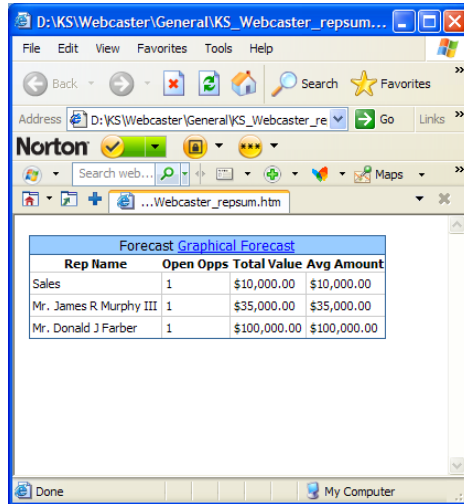 D:\KS\Webcaster\General\KS_Webcaster_repsum....
File Edit View Favorites Tools Help
Back Search Favorites
Address D:\KS\Webcaster\General\KS_Webcaster_re Go Links
Norton
Search web... Maps
...Webcaster_repsum.htm
Forecast Graphical Forecast
Rep Name Open Opps Total Value Avg Amount
Sales 1 $10,000.00 $10,000.00
Mr. James R Murphy III 1 $35,000.00 $35,000.00
Mr. Donald J Farber 1 $100,000.00 $100,000.00
Done My Computer